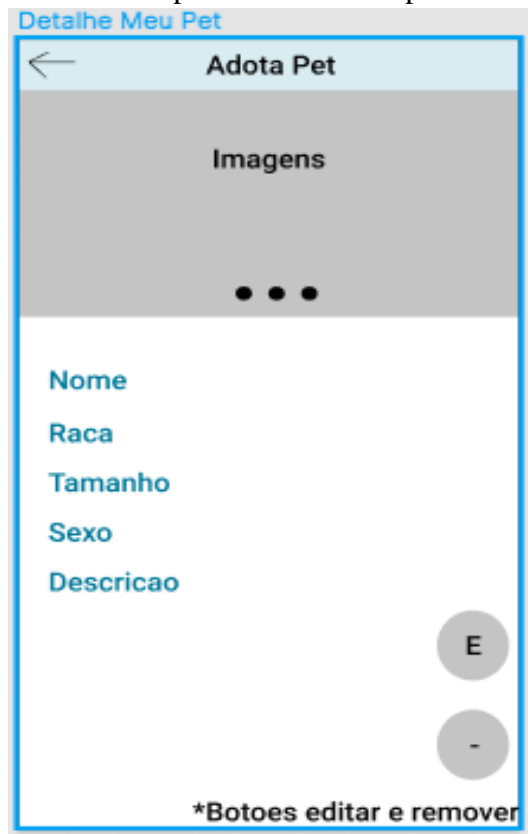 Detalhe Meu Pet
Adota Pet
Imagens
Nome
Raca
Tamanho
Sexo
Descricao
E
-
*Botoes editar e remover